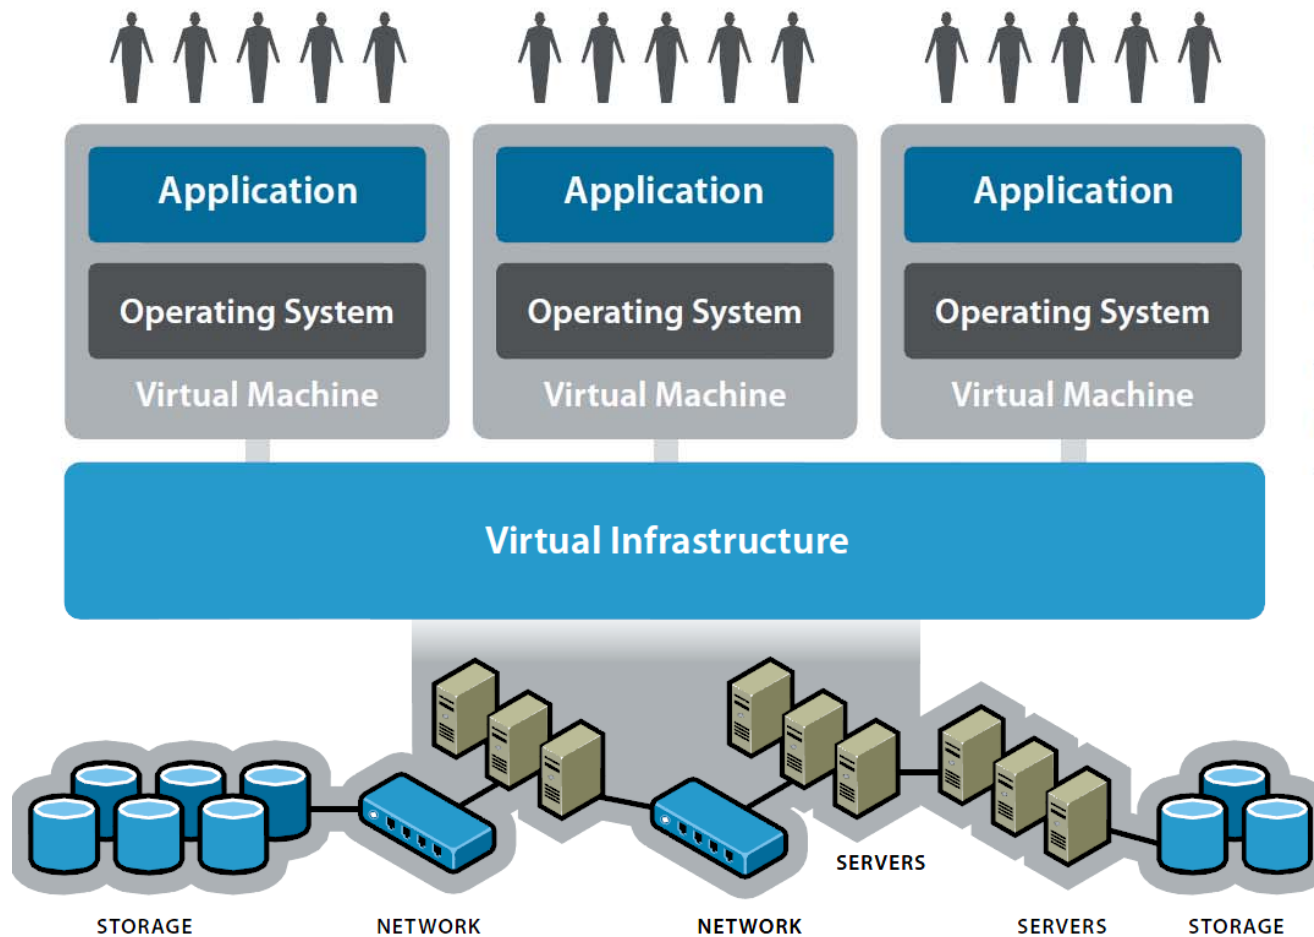 Application
Application
Application
Operating System
Operating System
Operating System
Virtual Machine
Virtual Machine
Virtual Machine
Virtual Infrastructure
SERVERS
STORAGE
NETWORK
NETWORK
SERVERS
STORAGE